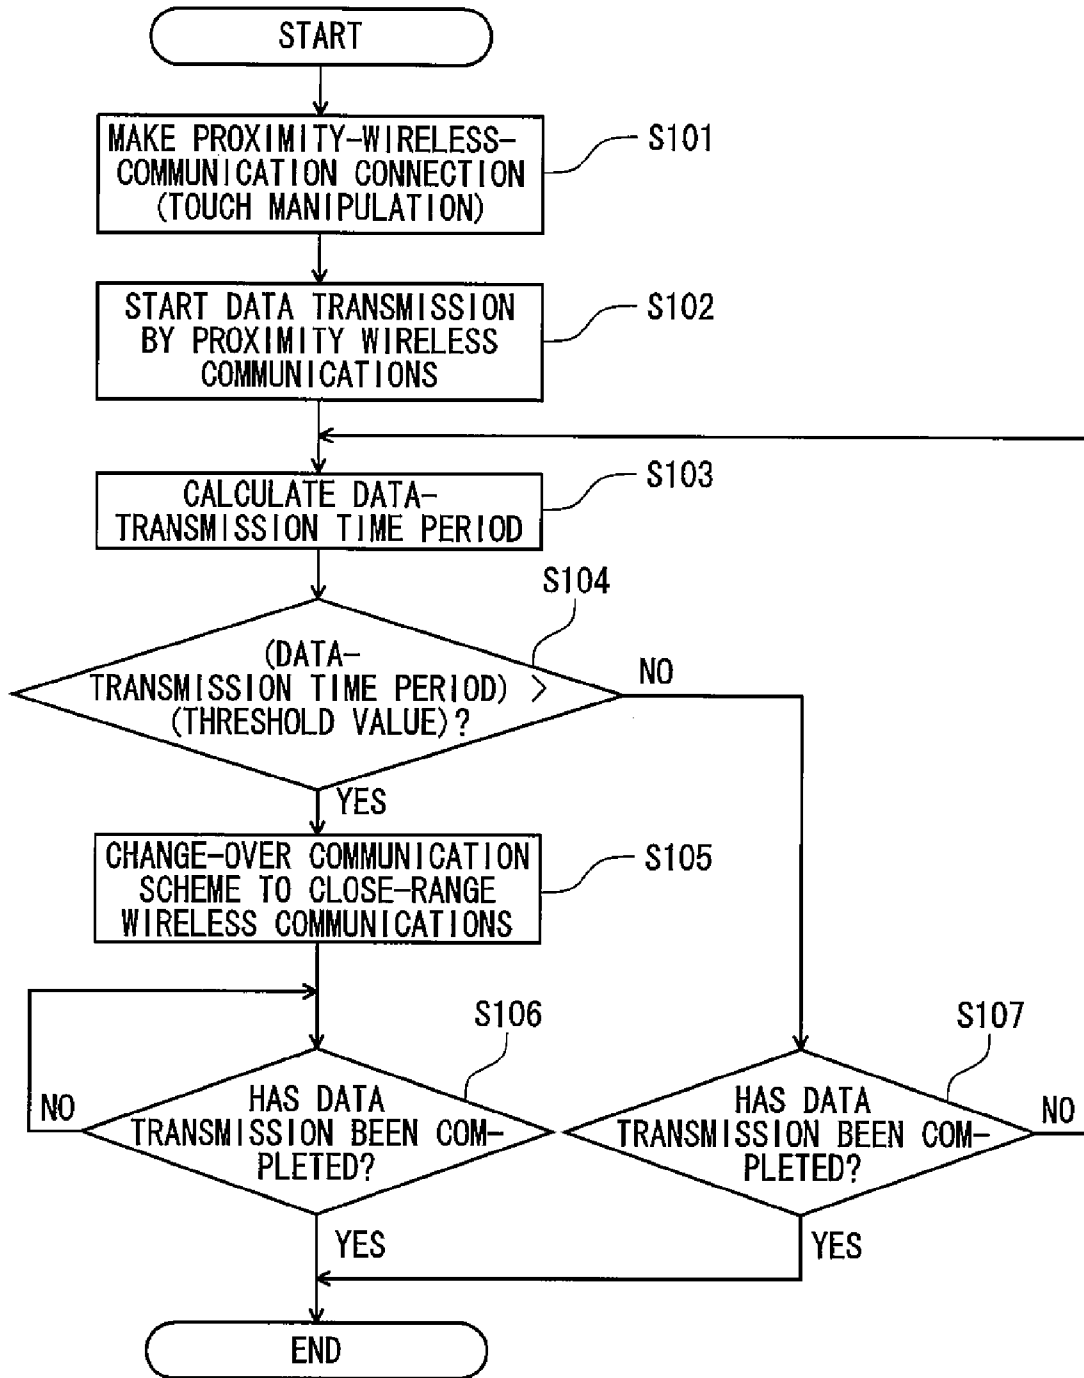 START
MAKE PROXIMITY-WIRELESS-
COMMUNICATION CONNECTION
(TOUCH MANIPULATION)
S101
START DATA TRANSMISSION
BY PROXIMITY WIRELESS
COMMUNICATIONS
S102
CALCULATE DATA-
TRANSMISSION TIME PERIOD
S103
S104
(DATA-
TRANSMISSION TIME PERIOD) >
(THRESHOLD VALUE)?
NO
YES
CHANGE-OVER COMMUNICATION
SCHEME TO CLOSE-RANGE
WIRELESS COMMUNICATIONS
S105
S106
HAS DATA
TRANSMISSION BEEN COM-
PLETED?
NO
YES
S107
HAS DATA
TRANSMISSION BEEN COM-
PLETED?
NO
YES
END